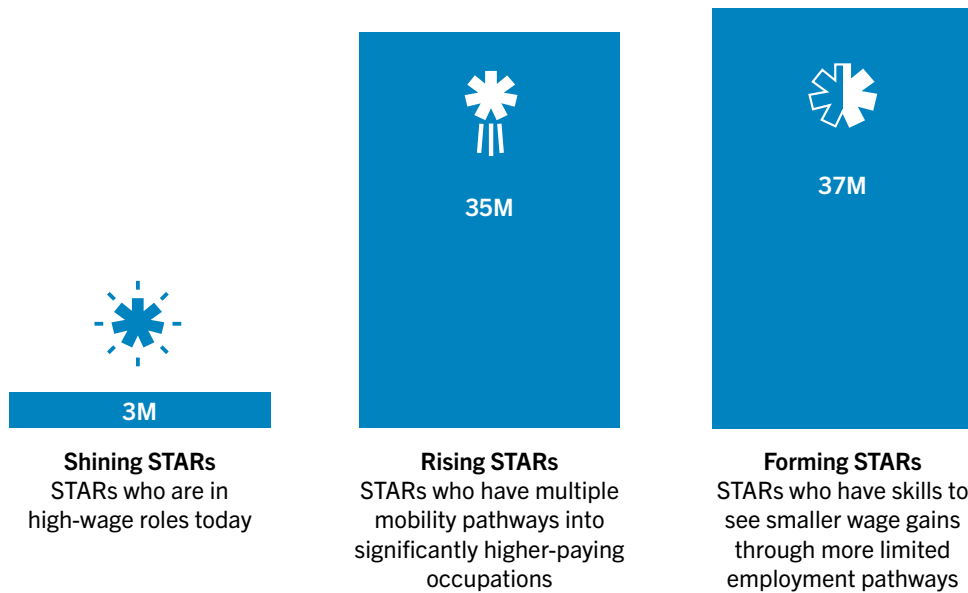 3M
Shining STARs
STARs who are in
high-wage roles today
35M
Rising STARs
STARs who have multiple
mobility pathways into
significantly higher-paying
occupations
37M
Forming STARs
STARs who have skills to
see smaller wage gains
through more limited
employment pathways